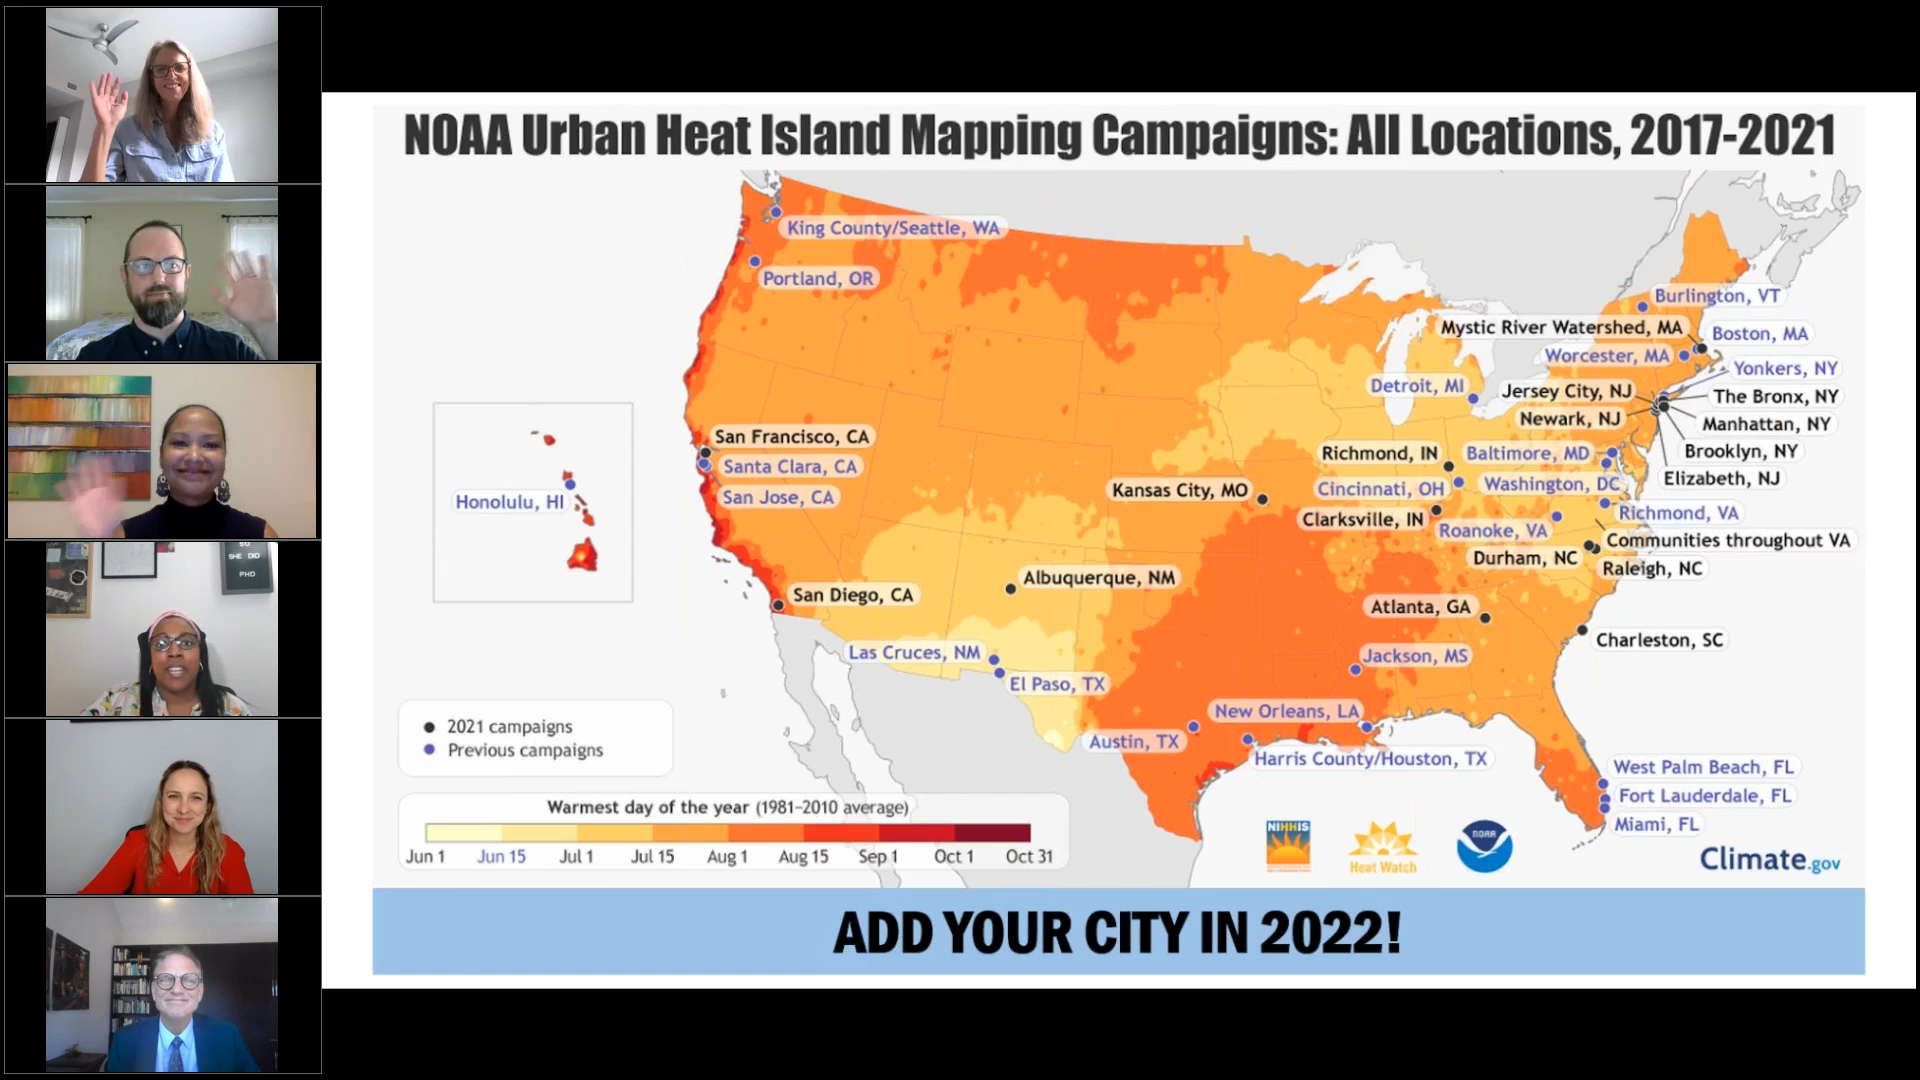 NOAA Urban Heat Island Mapping Campaigns: All Locations, 2017-2021
King County/Seattle, WA
Portland, OR
Burlington, VT
Mystic River Watershed, MA
Boston, MA
Worcester, MA
Yonkers, NY
Detroit, MI
Jersey City, NJ
The Bronx, NY
Newark, NJ
Manhattan, NY
San Francisco, CA
Richmond, IN
Baltimore, MD
Brooklyn, NY
Santa Clara, CA
Elizabeth, NJ
Kansas City, MO
Cincinnati, OH
Washington, DC
San Jose, CA
Honolulu, HI
Clarksville, IN
Richmond, VA
Roanoke, VA
Communities throughout VA
Durham, NC
Raleigh, NC
Albuquerque, NM
San Diego, CA
Atlanta, GA
Charleston, SC
Las Cruces, NM
Jackson, MS
El Paso, TX
New Orleans, LA
Austin, TX
Harris County/Houston, TX
West Palm Beach, FL
Fort Lauderdale, FL
Miami, FL
2021 campaigns
Previous campaigns
Warmest day of the year (1981-2010 average)
Jun 1 Jun 15 Jul 1 Jul 15 Aug 1 Aug 15 Sep 1 Oct 1 Oct 31
NIHHIS
Heat Watch
NOAA
Climate.gov
ADD YOUR CITY IN 2022!
SO
SHE DID
PHD